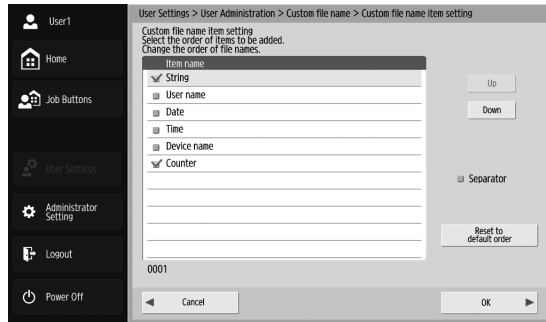 User1
Home
Job Buttons
User Settings
Administrator
Setting
Logout
Power Off
User Settings > User Administration > Custom file name > Custom file name item setting
Custom file name item setting
Select the order of items to be added.
Change the order of file names.
Item name
String
User name
Date
Time
Device name
Counter
0001
Up
Down
Separator
Reset to
default order
Cancel
OK